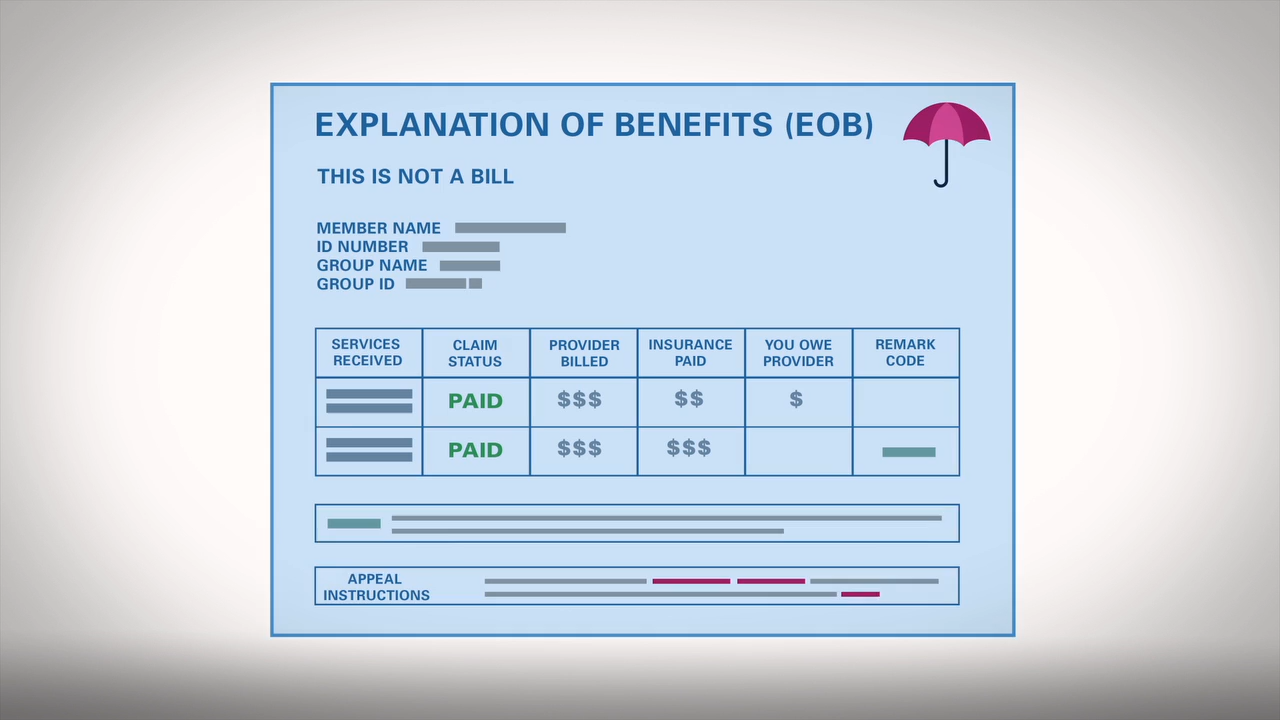 EXPLANATION OF BENEFITS (EOB)
THIS IS NOT A BILL
MEMBER NAME
ID NUMBER
GROUP NAME
GROUP ID
SERVICES RECEIVED
CLAIM STATUS
PROVIDER BILLED
INSURANCE PAID
YOU OWE PROVIDER
REMARK CODE
PAID $$$ $$ $
PAID $$$ $$$
APPEAL
INSTRUCTIONS